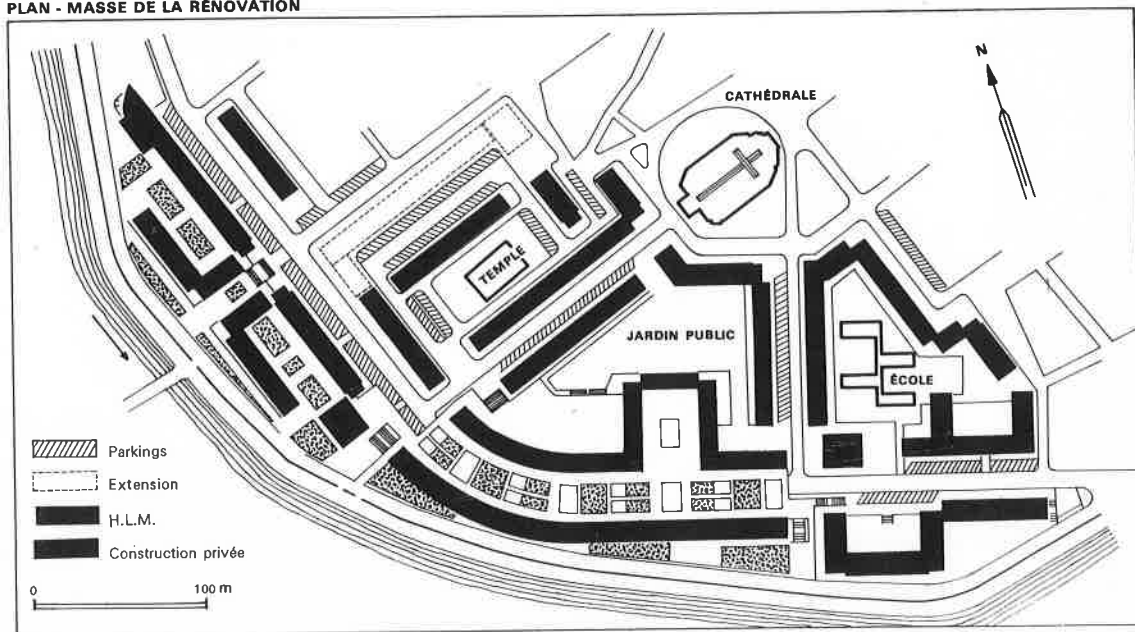 PLAN - MASSE DE LA RÉNOVATION
N
CATHÉDRALE
TEMPLE
JARDIN PUBLIC
ÉCOLE
Parkings
Extension
H.L.M.
Construction privée
0 100 m